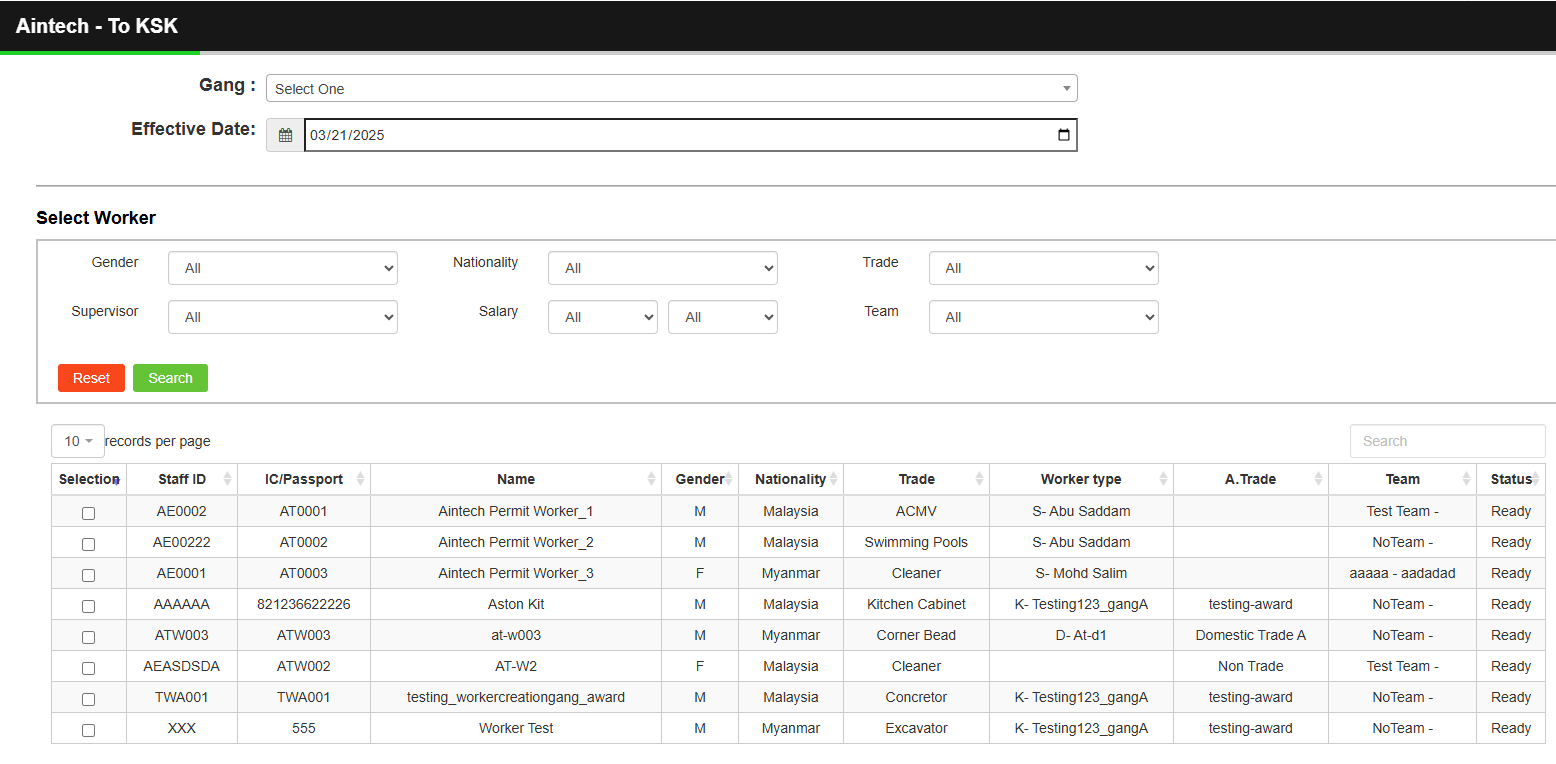 Aintech - To KSK
Gang : Select One
Effective Date: 03/21/2025
Select Worker
Gender All Nationality All Trade All
Supervisor All Salary All All Team All
Reset Search
10 records per page Search
Selection Staff ID IC/Passport Name Gender Nationality Trade Worker type A.Trade Team Status
AE0002 AT0001 Aintech Permit Worker_1 M Malaysia ACMV S- Abu Saddam Test Team - Ready
AE00222 AT0002 Aintech Permit Worker_2 M Malaysia Swimming Pools S- Abu Saddam NoTeam - Ready
AE0001 AT0003 Aintech Permit Worker_3 F Myanmar Cleaner S- Mohd Salim aaaaa - aadadad Ready
AAAAAA 821236622226 Aston Kit M Malaysia Kitchen Cabinet K- Testing123_gangA testing-award NoTeam - Ready
ATW003 ATW003 at-w003 M Myanmar Corner Bead D- At-d1 Domestic Trade A NoTeam - Ready
AEASDSDA ATW002 AT-W2 F Malaysia Cleaner Non Trade Test Team - Ready
TWA001 TWA001 testing_workercreationgang_award M Malaysia Concretor K- Testing123_gangA testing-award NoTeam - Ready
XXX 555 Worker Test M Myanmar Excavator K- Testing123_gangA testing-award NoTeam - Ready